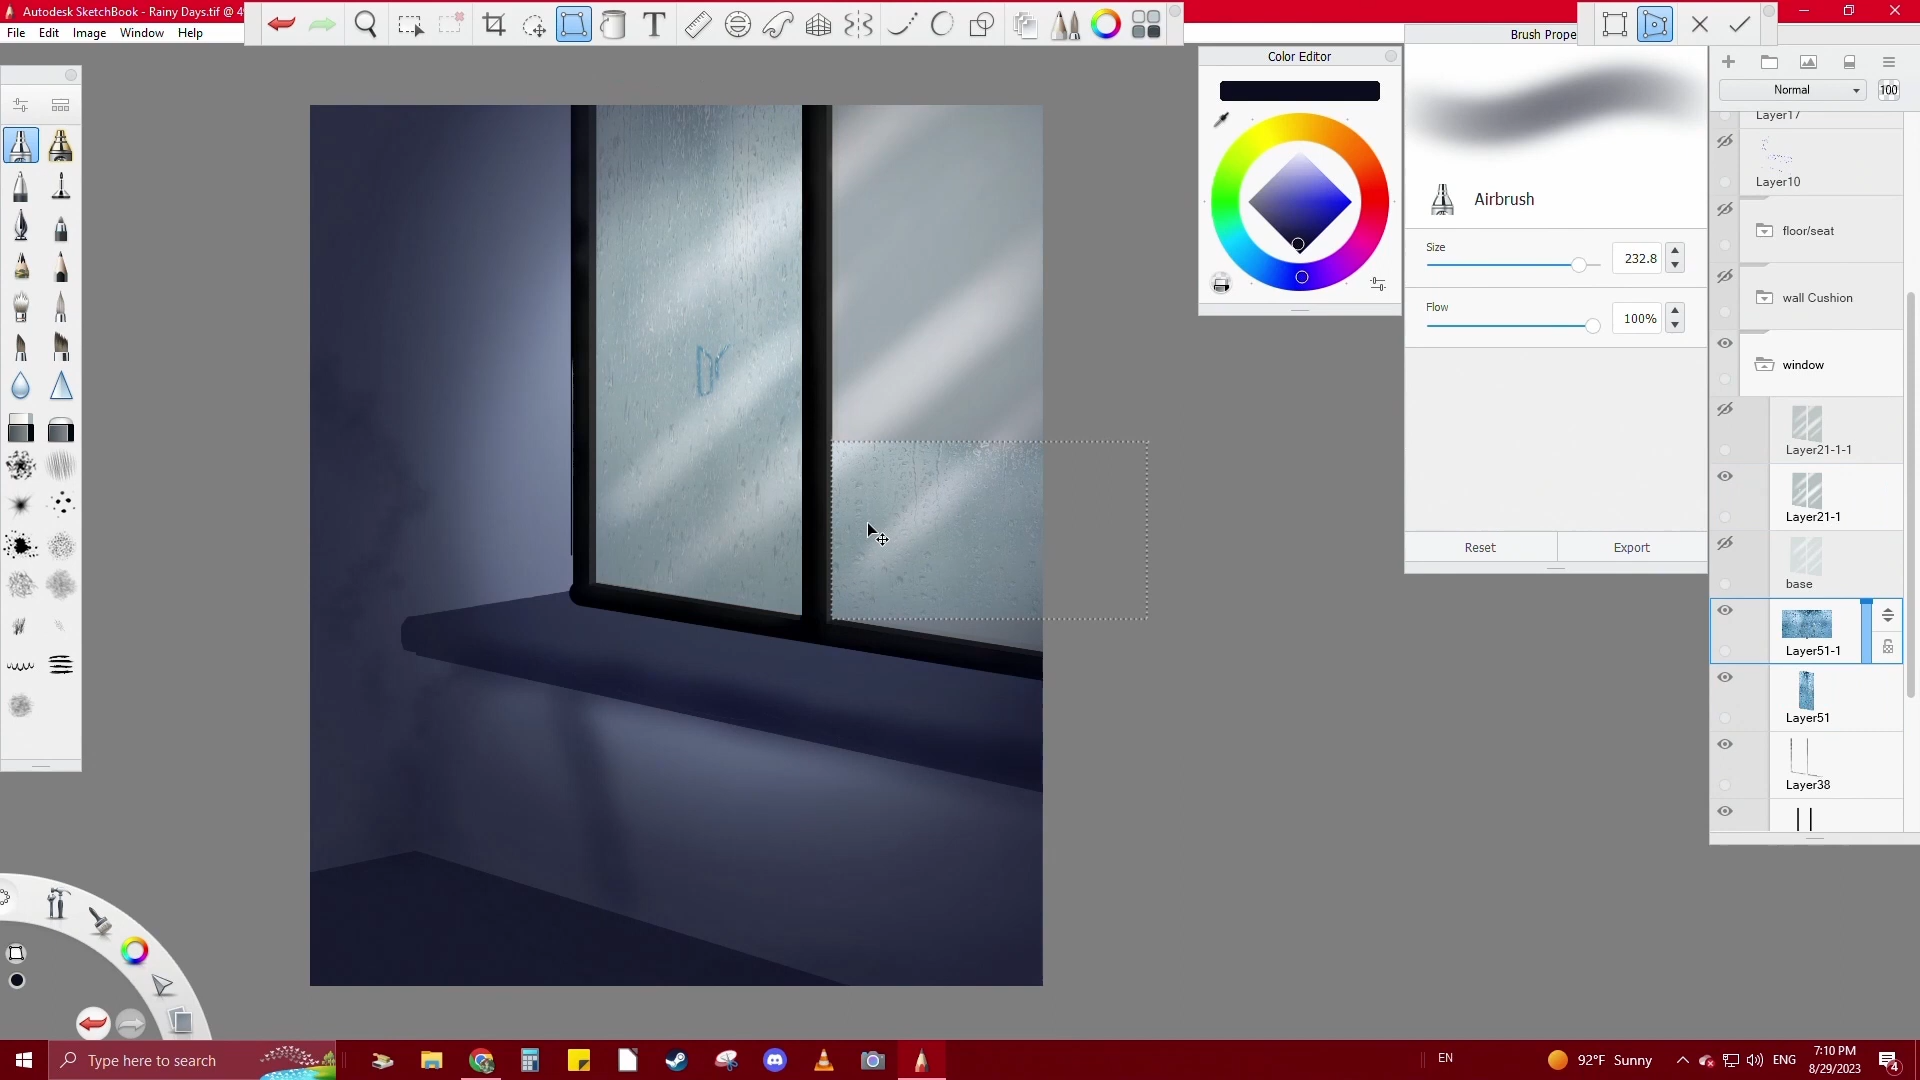 Autodesk SketchBook - Rainy Days.tif @ 4
File Edit Image Window Help
T
Brush Prope
Color Editor
Normal
100
Layer17
Layer10
floor/seat
wall Cushion
window
Layer21-1-1
Layer21-1
base
Layer51-1
Layer51
Layer38
Airbrush
Size
232.8
Flow
100%
Reset
Export
Type here to search
EN
92°F Sunny
ENG
7:10 PM
8/29/2023
4